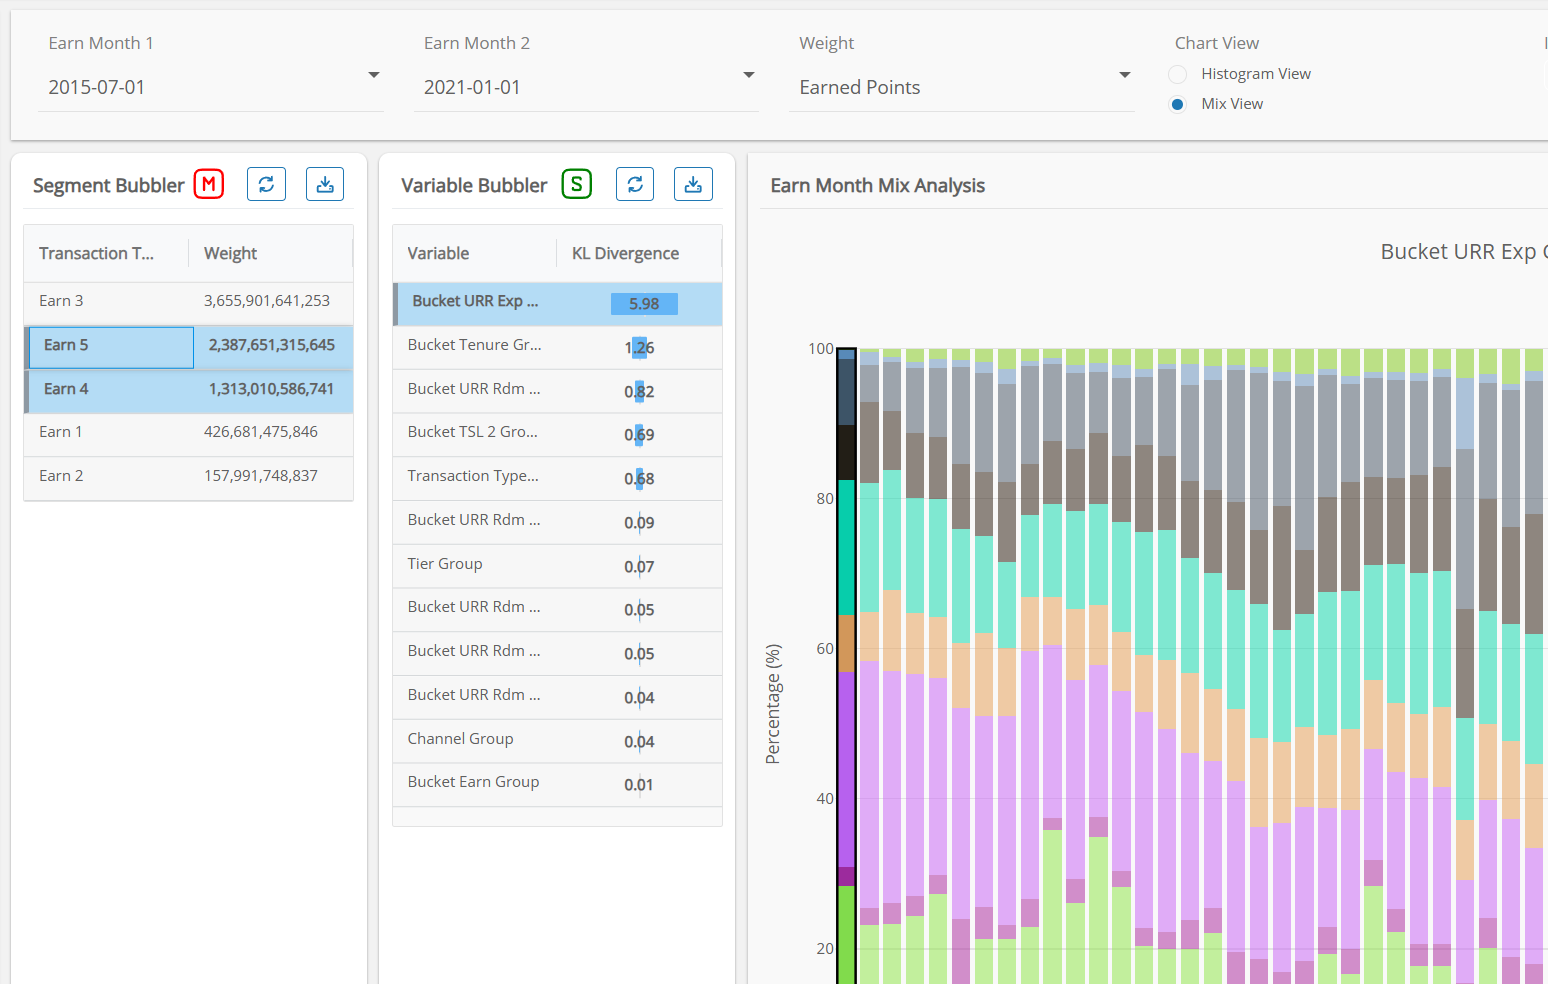 Earn Month 1
Earn Month 2
Weight
Chart View
2015-07-01
2021-01-01
Earned Points
Histogram View
Mix View
Segment Bubbler M
Variable Bubbler S
Earn Month Mix Analysis
Transaction T... Weight
Earn 3 3,655,901,641,253
Earn 5 2,387,651,315,645
Earn 4 1,313,010,586,741
Earn 1 426,681,475,846
Earn 2 157,991,748,837
Variable KL Divergence
Bucket URR Exp ... 5.98
Bucket Tenure Gr... 1.26
Bucket URR Rdm ... 0.82
Bucket TSL 2 Gro... 0.69
Transaction Type... 0.68
Bucket URR Rdm ... 0.09
Tier Group 0.07
Bucket URR Rdm ... 0.05
Bucket URR Rdm ... 0.05
Bucket URR Rdm ... 0.04
Channel Group 0.04
Bucket Earn Group 0.01
Bucket URR Exp
100
80
60
40
20
Percentage (%)